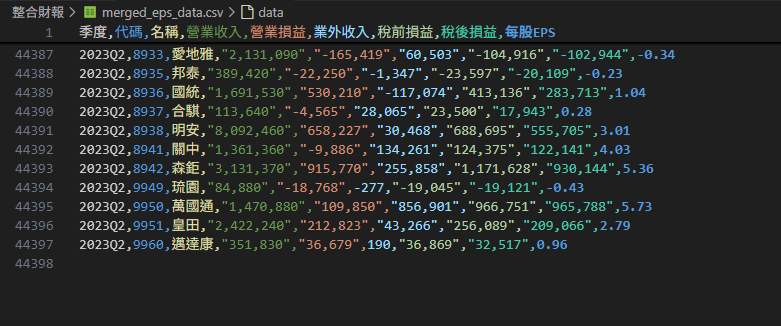 整合財報 > merged_eps_data.csv > data
1 季度,代碼,名稱,營業收入,營業損益,業外收入,稅前損益,稅後損益,每股EPS
44387 2023Q2,8933,愛地雅,"2,131,090","-165,419","60,503","-104,916","-102,944",-0.34
44388 2023Q2,8935,邦泰,"389,420","-22,250","-1,347","-23,597","-20,109",-0.23
44389 2023Q2,8936,國統,"1,691,530","530,210","-117,074","413,136","283,713",1.04
44390 2023Q2,8937,合騏,"113,640","-4,565","28,065","23,500","17,943",0.28
44391 2023Q2,8938,明安,"8,092,460","658,227","30,468","688,695","555,705",3.01
44392 2023Q2,8941,關中,"1,361,360","-9,886","134,261","124,375","122,141",4.03
44393 2023Q2,8942,森鉅,"3,131,370","915,770","255,858","1,171,628","930,144",5.36
44394 2023Q2,9949,琉園,"84,880","-18,768",-277,"-19,045","-19,121",-0.43
44395 2023Q2,9950,萬國通,"1,470,880","109,850","856,901","966,751","965,788",5.73
44396 2023Q2,9951,皇田,"2,422,240","212,823","43,266","256,089","209,066",2.79
44397 2023Q2,9960,邁達康,"351,830","36,679",190,"36,869","32,517",0.96
44398